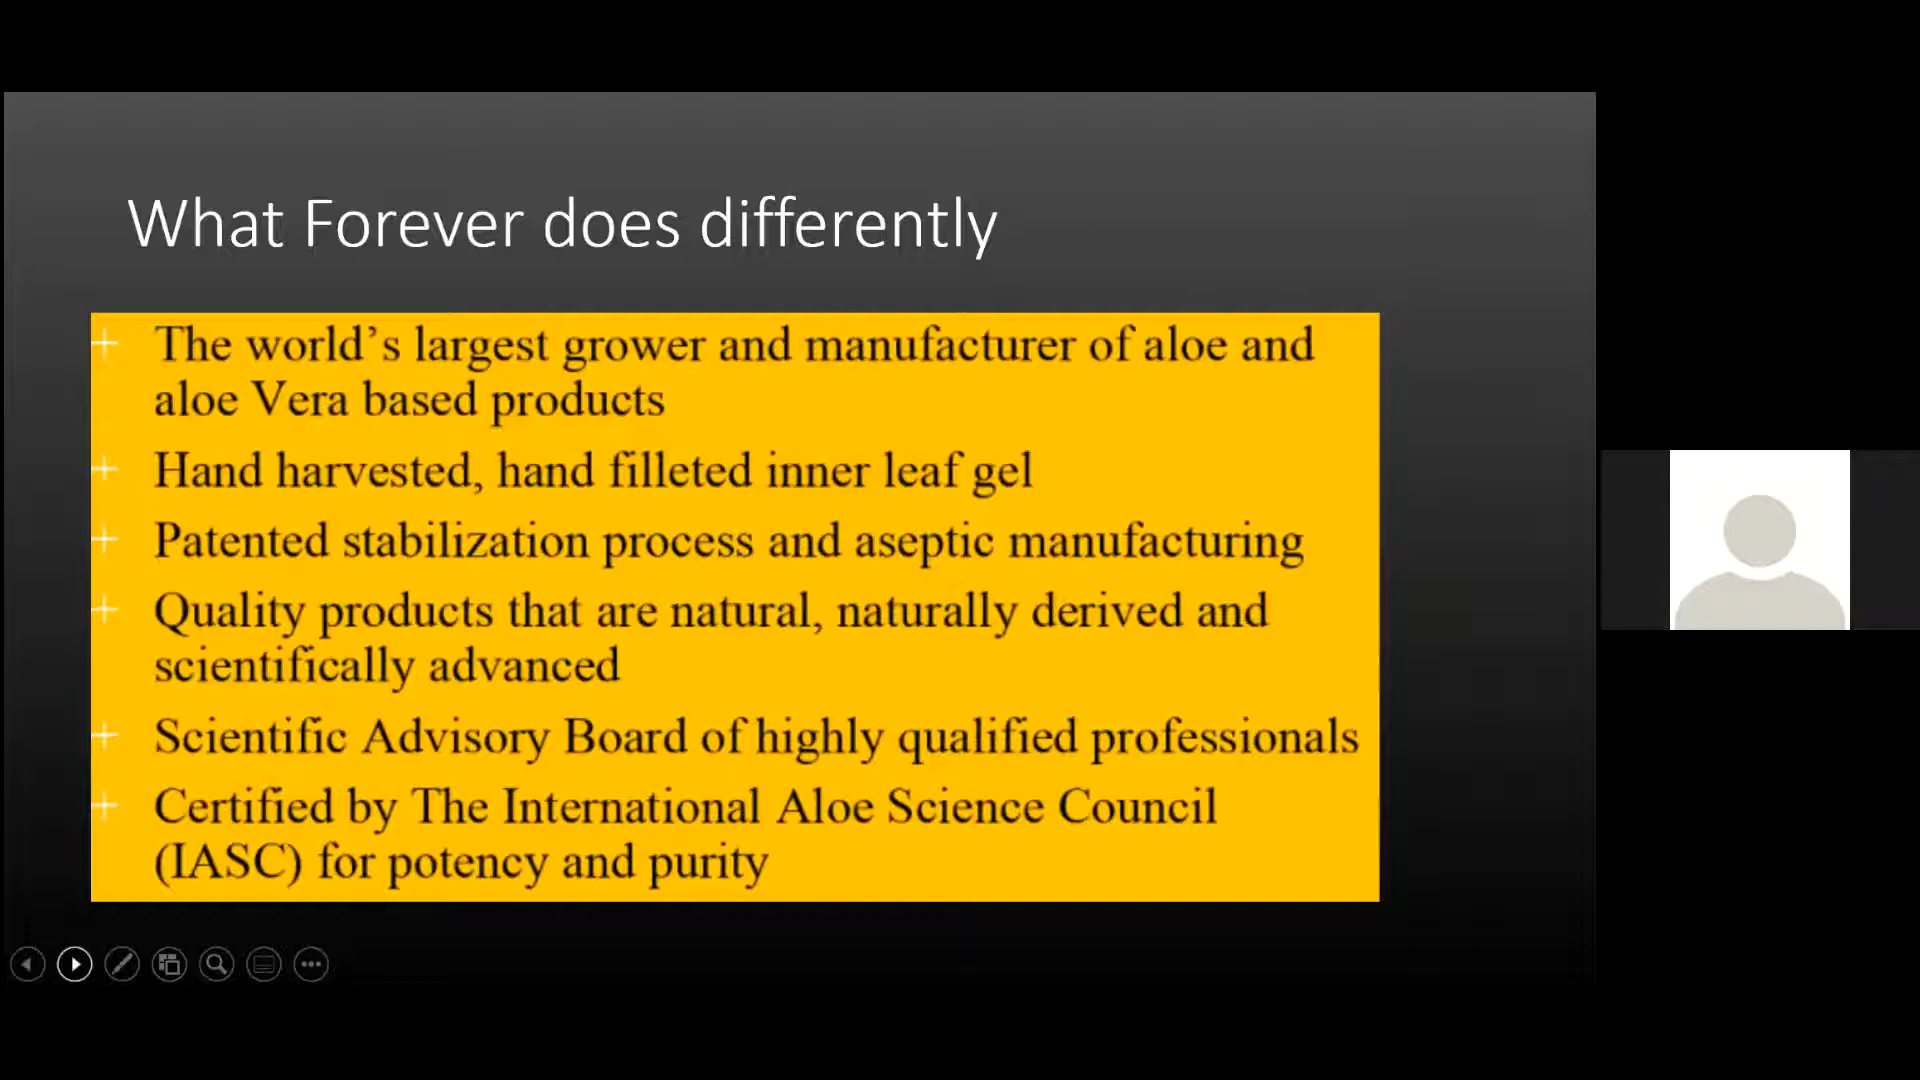 What Forever does differently
The world’s largest grower and manufacturer of aloe and
aloe Vera based products
Hand harvested, hand filleted inner leaf gel
Patented stabilization process and aseptic manufacturing
Quality products that are natural, naturally derived and
scientifically advanced
Scientific Advisory Board of highly qualified professionals
Certified by The International Aloe Science Council
(IASC) for potency and purity